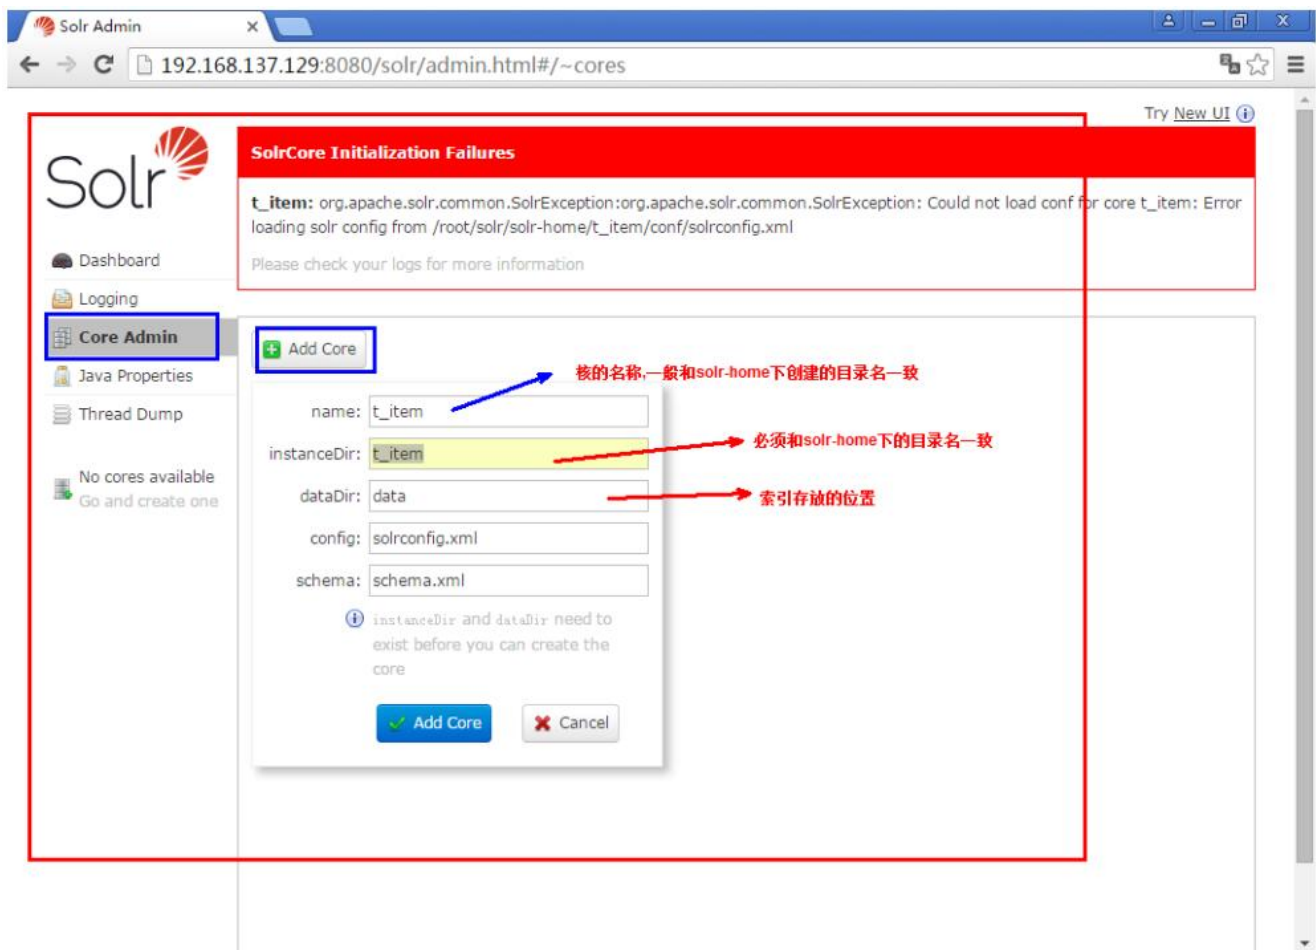 Solr Admin
192.168.137.129:8080/solr/admin.html#/~cores
Try New UI
Solr
SolrCore Initialization Failures
t_item: org.apache.solr.common.SolrException:org.apache.solr.common.SolrException: Could not load conf for core t_item: Error
loading solr config from /root/solr/solr-home/t_item/conf/solrconfig.xml
Please check your logs for more information
Dashboard
Logging
Core Admin
Java Properties
Thread Dump
No cores available
Go and create one
Add Core
核的名称,一般和solr-home下创建的目录名一致
name: t_item
必须和solr-home下的目录名一致
instanceDir: t_item
dataDir: data
索引存放的位置
config: solrconfig.xml
schema: schema.xml
instanceDir and dataDir need to
exist before you can create the
core
Add Core
Cancel